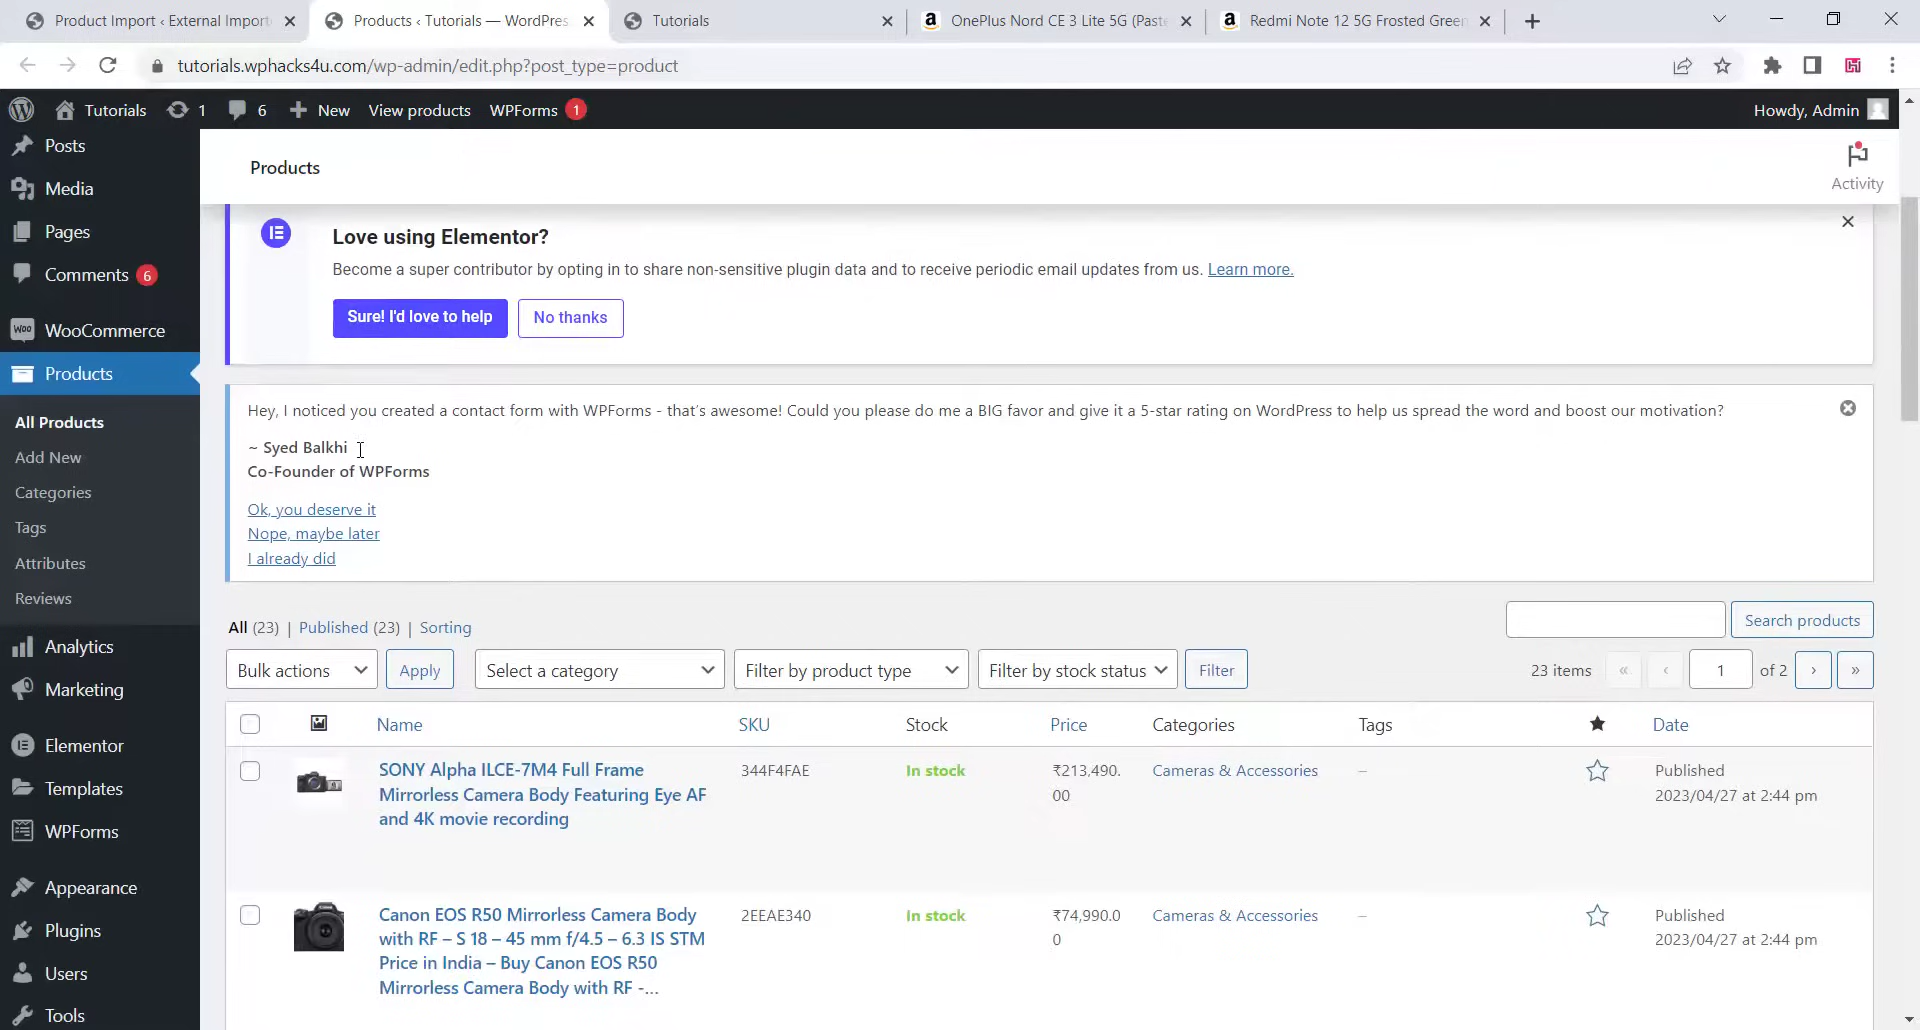 Product Import ‹ External Import
Products ‹ Tutorials — WordPres
Tutorials
OnePlus Nord CE 3 Lite 5G (Paste
Redmi Note 12 5G Frosted Green
tutorials.wphacks4u.com/wp-admin/edit.php?post_type=product
Tutorials 1 6 New View products WPForms 1 Howdy, Admin
Posts
Media
Pages
Comments 6
WooCommerce
Products
All Products
Add New
Categories
Tags
Attributes
Reviews
Analytics
Marketing
Elementor
Templates
WPForms
Appearance
Plugins
Users
Tools
Products
Activity
Love using Elementor?
Become a super contributor by opting in to share non-sensitive plugin data and to receive periodic email updates from us. Learn more.
Sure! I'd love to help No thanks
Hey, I noticed you created a contact form with WPForms - that's awesome! Could you please do me a BIG favor and give it a 5-star rating on WordPress to help us spread the word and boost our motivation?
~ Syed Balkhi
Co-Founder of WPForms
Ok, you deserve it
Nope, maybe later
I already did
All (23) | Published (23) | Sorting
Search products
Bulk actions Apply Select a category Filter by product type Filter by stock status Filter 23 items « ‹ 1 of 2 › »
Name SKU Stock Price Categories Tags Date
SONY Alpha ILCE-7M4 Full Frame
Mirrorless Camera Body Featuring Eye AF
and 4K movie recording
344F4FAE
In stock
₹213,490.
00
Cameras & Accessories
–
Published
2023/04/27 at 2:44 pm
Canon EOS R50 Mirrorless Camera Body
with RF – S 18 – 45 mm f/4.5 – 6.3 IS STM
Price in India – Buy Canon EOS R50
Mirrorless Camera Body with RF -...
2EEAE340
In stock
₹74,990.0
0
Cameras & Accessories
–
Published
2023/04/27 at 2:44 pm